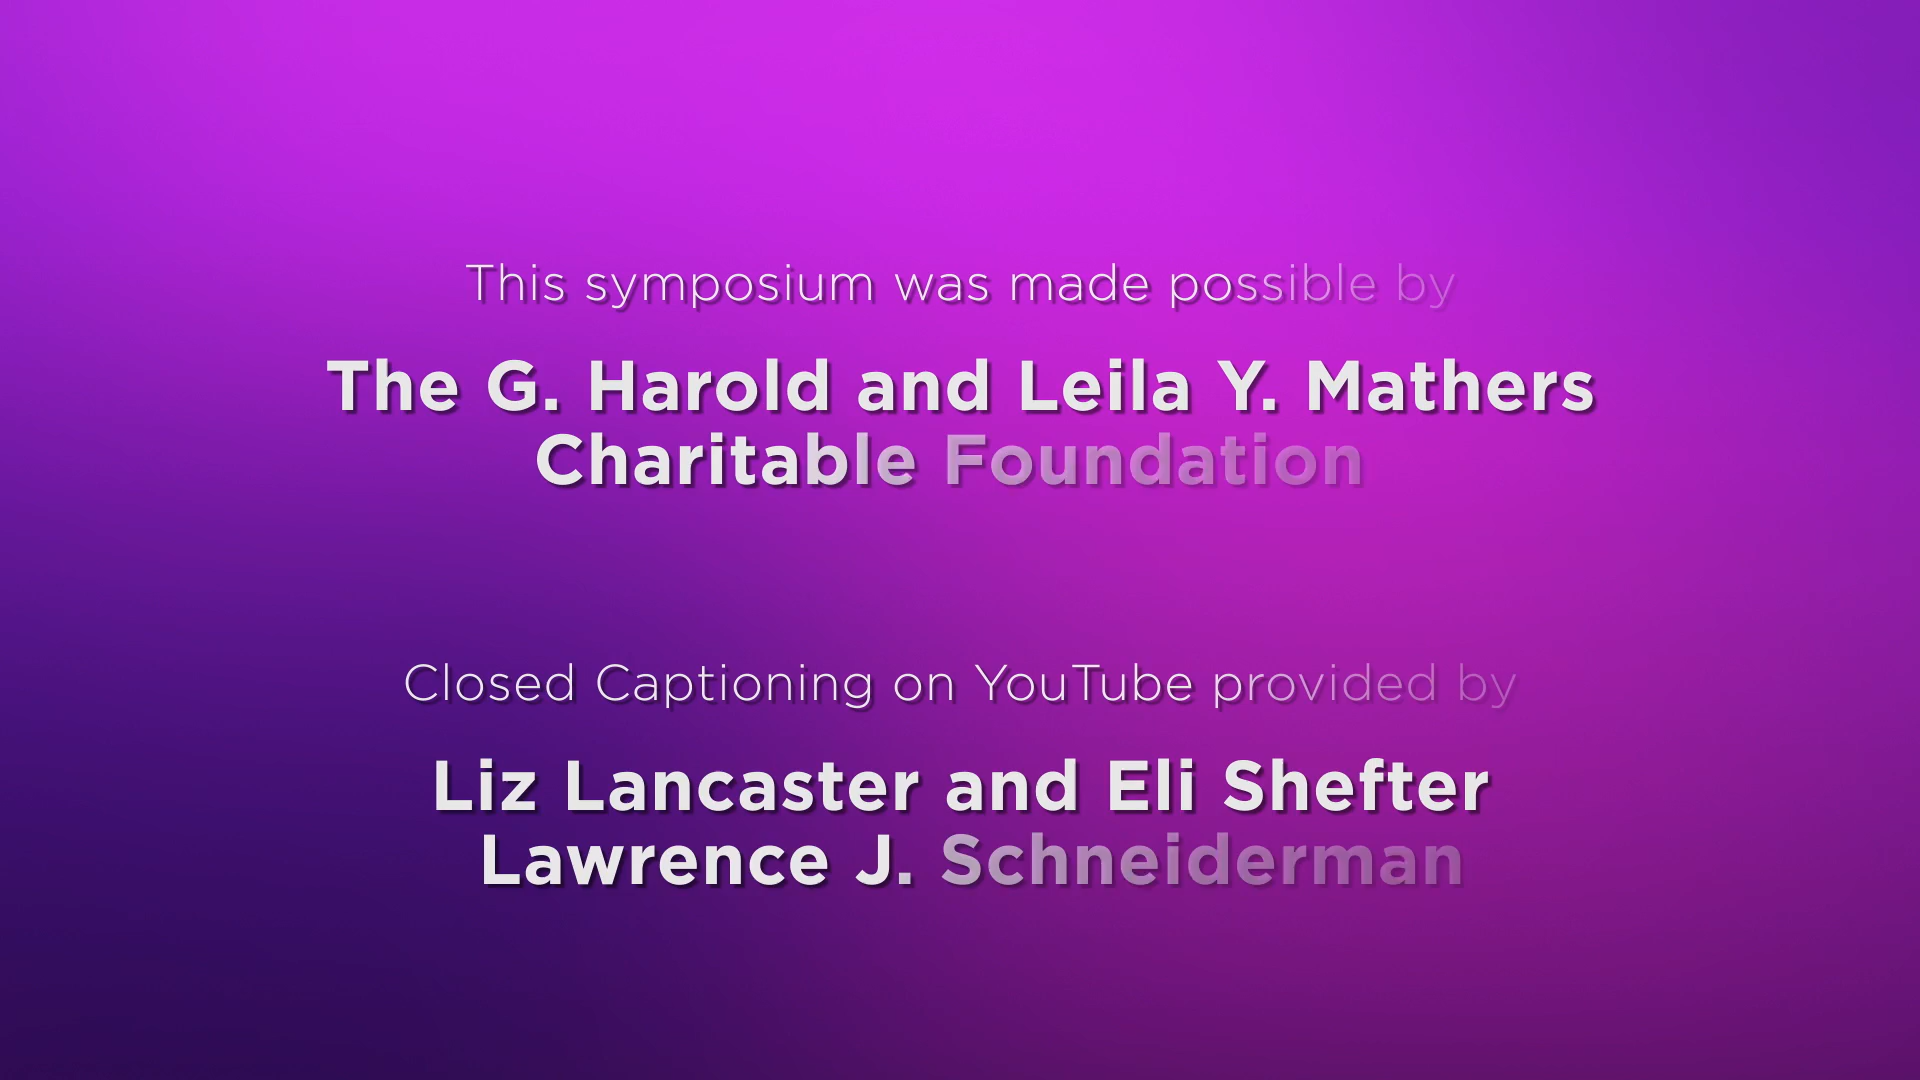 This symposium was made possible by
The G. Harold and Leila Y. Mathers
Charitable Foundation
Closed Captioning on YouTube provided by
Liz Lancaster and Eli Shefter
Lawrence J. Schneiderman